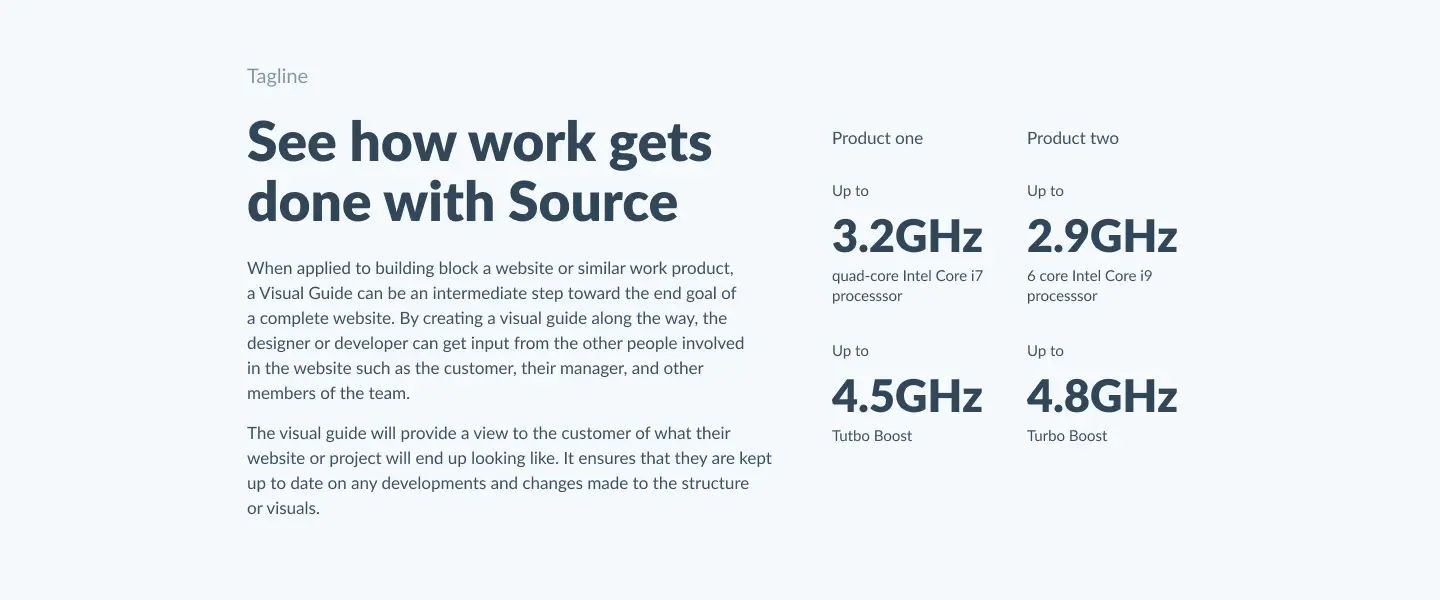 Tagline
See how work gets
done with Source
When applied to building block a website or similar work product,
a Visual Guide can be an intermediate step toward the end goal of
a complete website. By creating a visual guide along the way, the
designer or developer can get input from the other people involved
in the website such as the customer, their manager, and other
members of the team.
The visual guide will provide a view to the customer of what their
website or project will end up looking like. It ensures that they are kept
up to date on any developments and changes made to the structure
or visuals.
Product one
Up to
3.2GHz
quad-core Intel Core i7
processsor
Up to
4.5GHz
Tutbo Boost
Product two
Up to
2.9GHz
6 core Intel Core i9
processsor
Up to
4.8GHz
Turbo Boost